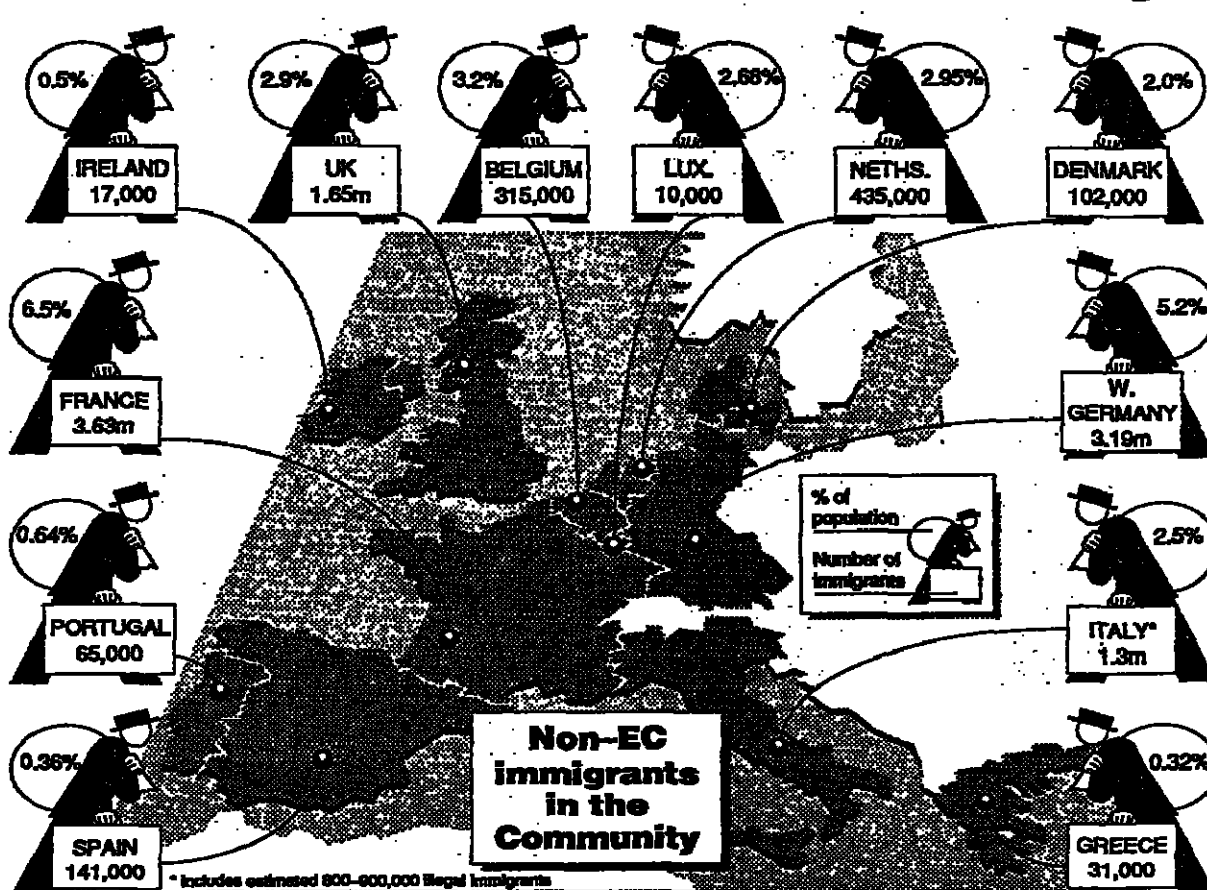 0.5%
IRELAND
17,000
2.9%
UK
1.65m
3.2%
BELGIUM
315,000
2.68%
LUX.
10,000
2.95%
NETHS.
435,000
2.0%
DENMARK
102,000
6.5%
FRANCE
3.63m
5.2%
W.
GERMANY
3.19m
0.64%
PORTUGAL
65,000
% of
population
Number of
immigrants
2.5%
ITALY*
1.3m
0.36%
SPAIN
141,000
Non-EC
immigrants
in the
Community
0.32%
GREECE
31,000
* Includes estimated 800-900,000 illegal immigrants